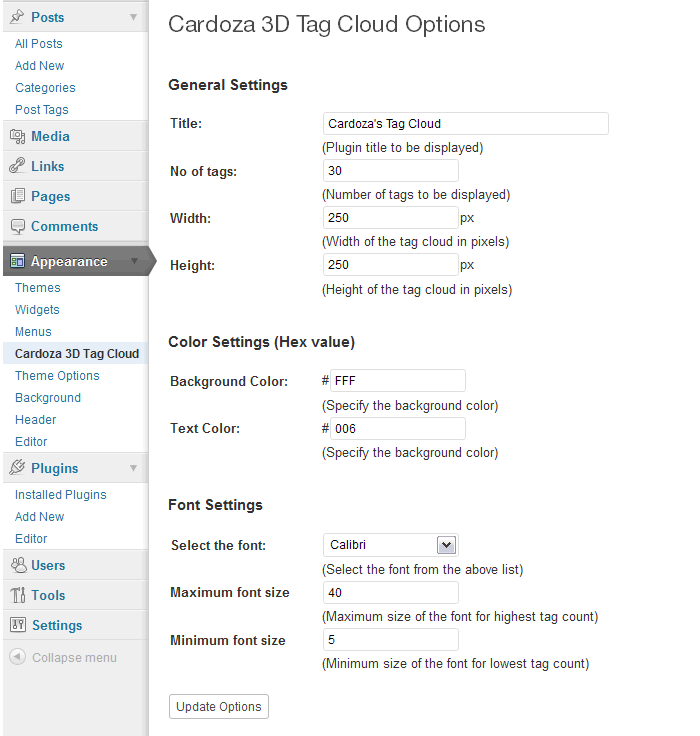 Posts
All Posts
Add New
Categories
Post Tags
Media
Links
Pages
Comments
Appearance
Themes
Widgets
Menus
Cardoza 3D Tag Cloud
Theme Options
Background
Header
Editor
Plugins
Installed Plugins
Add New
Editor
Users
Tools
Settings
Collapse menu
Cardoza 3D Tag Cloud Options
General Settings
Title: Cardoza's Tag Cloud
(Plugin title to be displayed)
No of tags: 30
(Number of tags to be displayed)
Width: 250 px
(Width of the tag cloud in pixels)
Height: 250 px
(Height of the tag cloud in pixels)
Color Settings (Hex value)
Background Color: # FFF
(Specify the background color)
Text Color: # 006
(Specify the background color)
Font Settings
Select the font: Calibri
(Select the font from the above list)
Maximum font size 40
(Maximum size of the font for highest tag count)
Minimum font size 5
(Minimum size of the font for lowest tag count)
Update Options